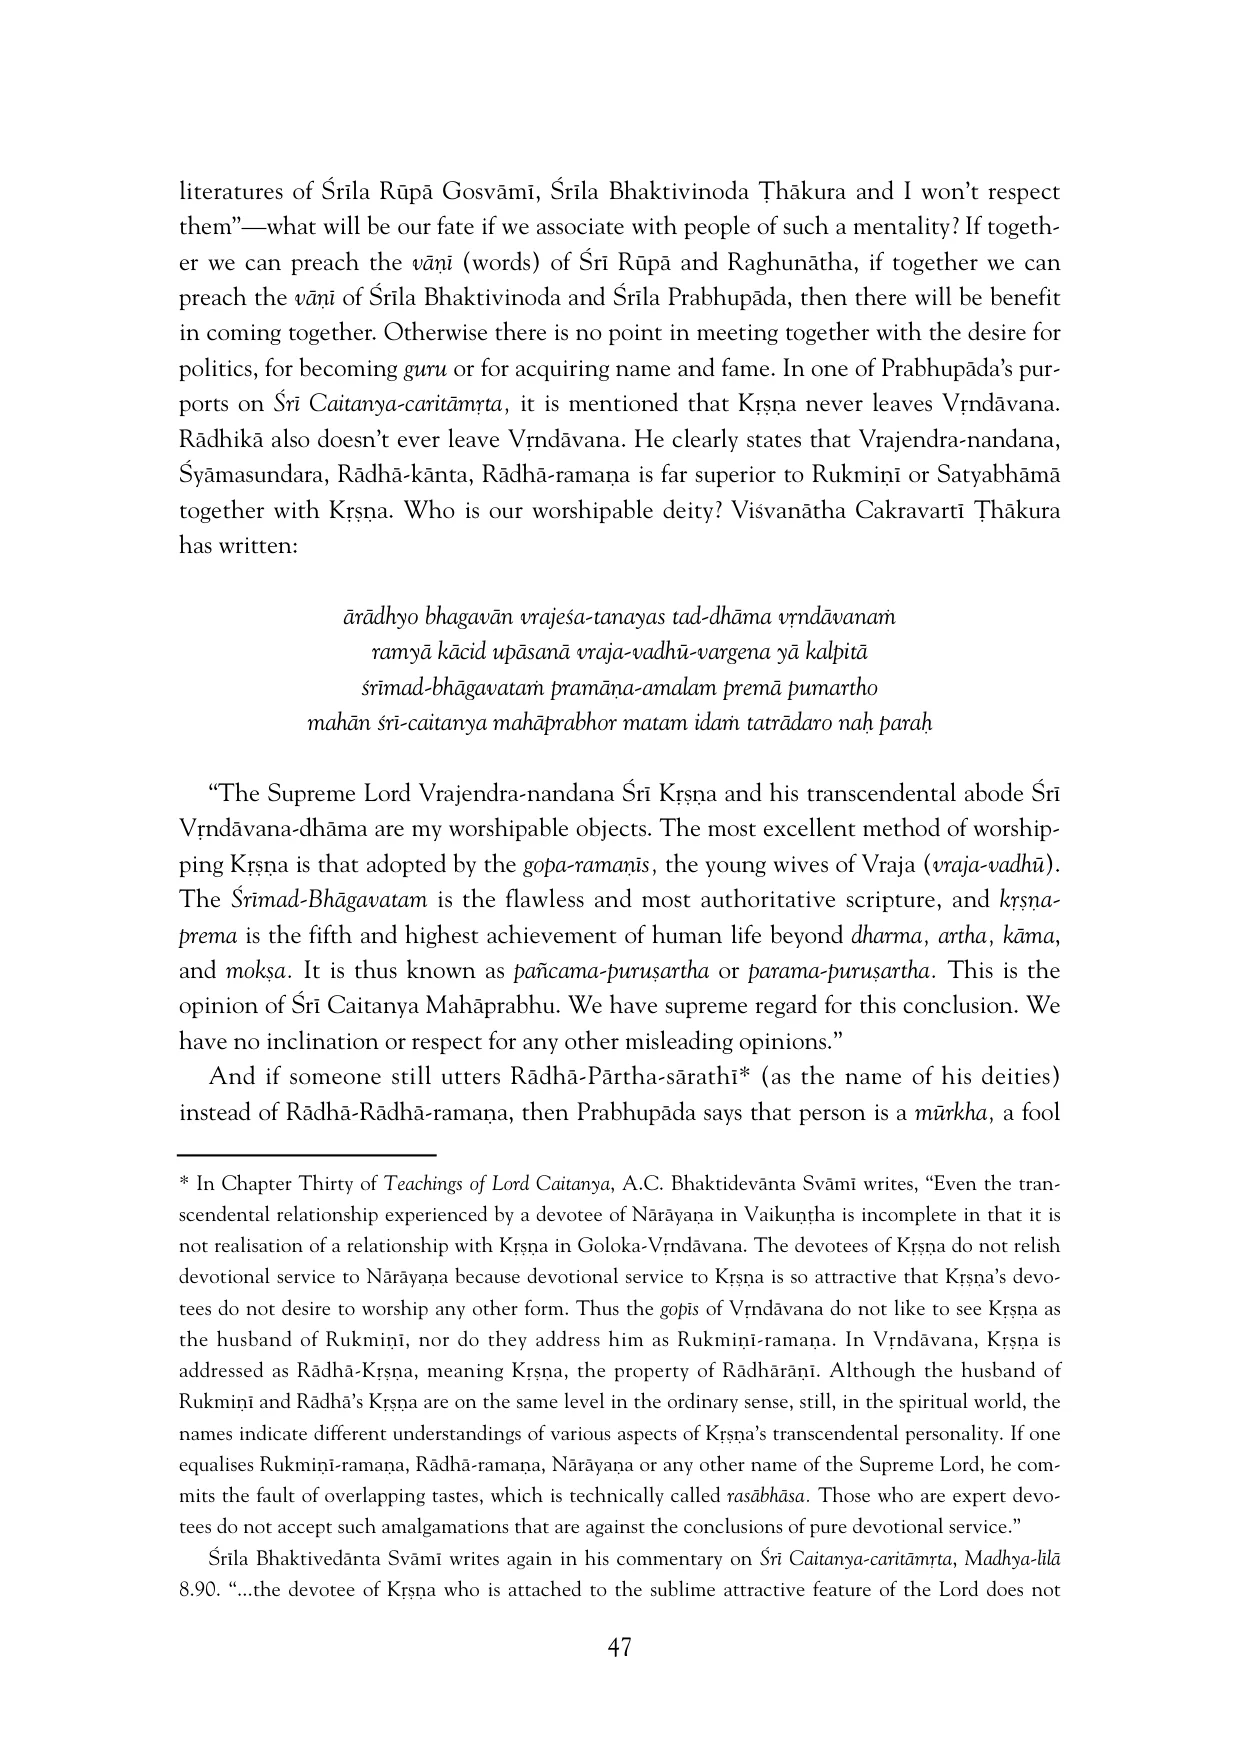 literatures of Śrīla Rūpā Gosvāmī, Śrīla Bhaktivinoda Ṭhākura and I won’t respect
them”—what will be our fate if we associate with people of such a mentality? If togeth-
er we can preach the vāṇī (words) of Śrī Rūpā and Raghunātha, if together we can
preach the vāṇī of Śrīla Bhaktivinoda and Śrīla Prabhupāda, then there will be benefit
in coming together. Otherwise there is no point in meeting together with the desire for
politics, for becoming guru or for acquiring name and fame. In one of Prabhupāda’s pur-
ports on Śrī Caitanya-caritāmṛta, it is mentioned that Kṛṣṇa never leaves Vṛndāvana.
Rādhikā also doesn’t ever leave Vṛndāvana. He clearly states that Vrajendra-nandana,
Śyāmasundara, Rādhā-kānta, Rādhā-ramaṇa is far superior to Rukmiṇī or Satyabhāmā
together with Kṛṣṇa. Who is our worshipable deity? Viśvanātha Cakravartī Ṭhākura
has written:
ārādhyo bhagavān vrajeśa-tanayas tad-dhāma vṛndāvanaṁ
ramyā kācid upāsanā vraja-vadhū-vargena yā kalpitā
śrīmad-bhāgavataṁ pramāṇa-amalam premā pumartho
mahān śrī-caitanya mahāprabhor matam idaṁ tatrādaro naḥ paraḥ
“The Supreme Lord Vrajendra-nandana Śrī Kṛṣṇa and his transcendental abode Śrī
Vṛndāvana-dhāma are my worshipable objects. The most excellent method of worship-
ping Kṛṣṇa is that adopted by the gopa-ramaṇīs, the young wives of Vraja (vraja-vadhū).
The Śrīmad-Bhāgavatam is the flawless and most authoritative scripture, and kṛṣṇa-
prema is the fifth and highest achievement of human life beyond dharma, artha, kāma,
and mokṣa. It is thus known as pañcama-puruṣartha or parama-puruṣartha. This is the
opinion of Śrī Caitanya Mahāprabhu. We have supreme regard for this conclusion. We
have no inclination or respect for any other misleading opinions.”
And if someone still utters Rādhā-Pārtha-sārathī* (as the name of his deities)
instead of Rādhā-Rādhā-ramaṇa, then Prabhupāda says that person is a mūrkha, a fool
* In Chapter Thirty of Teachings of Lord Caitanya, A.C. Bhaktidevānta Svāmī writes, “Even the tran-
scendental relationship experienced by a devotee of Nārāyaṇa in Vaikuṇṭha is incomplete in that it is
not realisation of a relationship with Kṛṣṇa in Goloka-Vṛndāvana. The devotees of Kṛṣṇa do not relish
devotional service to Nārāyaṇa because devotional service to Kṛṣṇa is so attractive that Kṛṣṇa’s devo-
tees do not desire to worship any other form. Thus the gopīs of Vṛndāvana do not like to see Kṛṣṇa as
the husband of Rukmiṇī, nor do they address him as Rukmiṇī-ramaṇa. In Vṛndāvana, Kṛṣṇa is
addressed as Rādhā-Kṛṣṇa, meaning Kṛṣṇa, the property of Rādhārāṇī. Although the husband of
Rukmiṇī and Rādhā’s Kṛṣṇa are on the same level in the ordinary sense, still, in the spiritual world, the
names indicate different understandings of various aspects of Kṛṣṇa’s transcendental personality. If one
equalises Rukmiṇī-ramaṇa, Rādhā-ramaṇa, Nārāyaṇa or any other name of the Supreme Lord, he com-
mits the fault of overlapping tastes, which is technically called rasābhāsa. Those who are expert devo-
tees do not accept such amalgamations that are against the conclusions of pure devotional service.”
Śrīla Bhaktivedānta Svāmī writes again in his commentary on Śrī Caitanya-caritāmṛta, Madhya-līlā
8.90. “...the devotee of Kṛṣṇa who is attached to the sublime attractive feature of the Lord does not
47